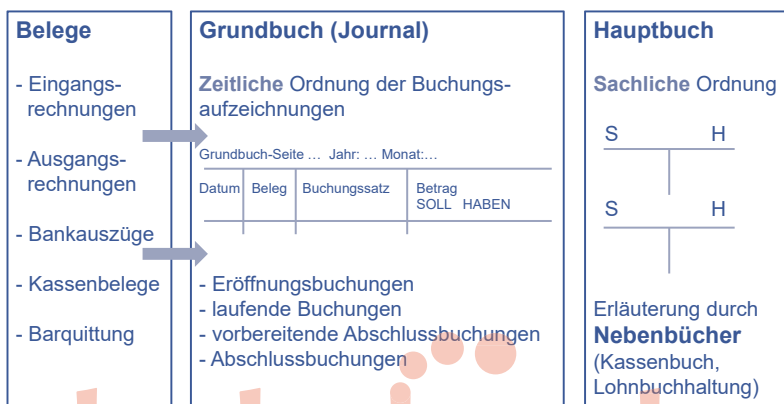 Belege
- Eingangs-
rechnungen
- Ausgangs-
rechnungen
- Bankauszüge
- Kassenbelege
- Barquittung
Grundbuch (Journal)
Zeitliche Ordnung der Buchungs-
aufzeichnungen
Grundbuch-Seite … Jahr: … Monat:…
Datum Beleg Buchungssatz Betrag
SOLL HABEN
- Eröffnungsbuchungen
- laufende Buchungen
- vorbereitende Abschlussbuchungen
- Abschlussbuchungen
Hauptbuch
Sachliche Ordnung
S H
S H
Erläuterung durch
Nebenbücher
(Kassenbuch,
Lohnbuchhaltung)